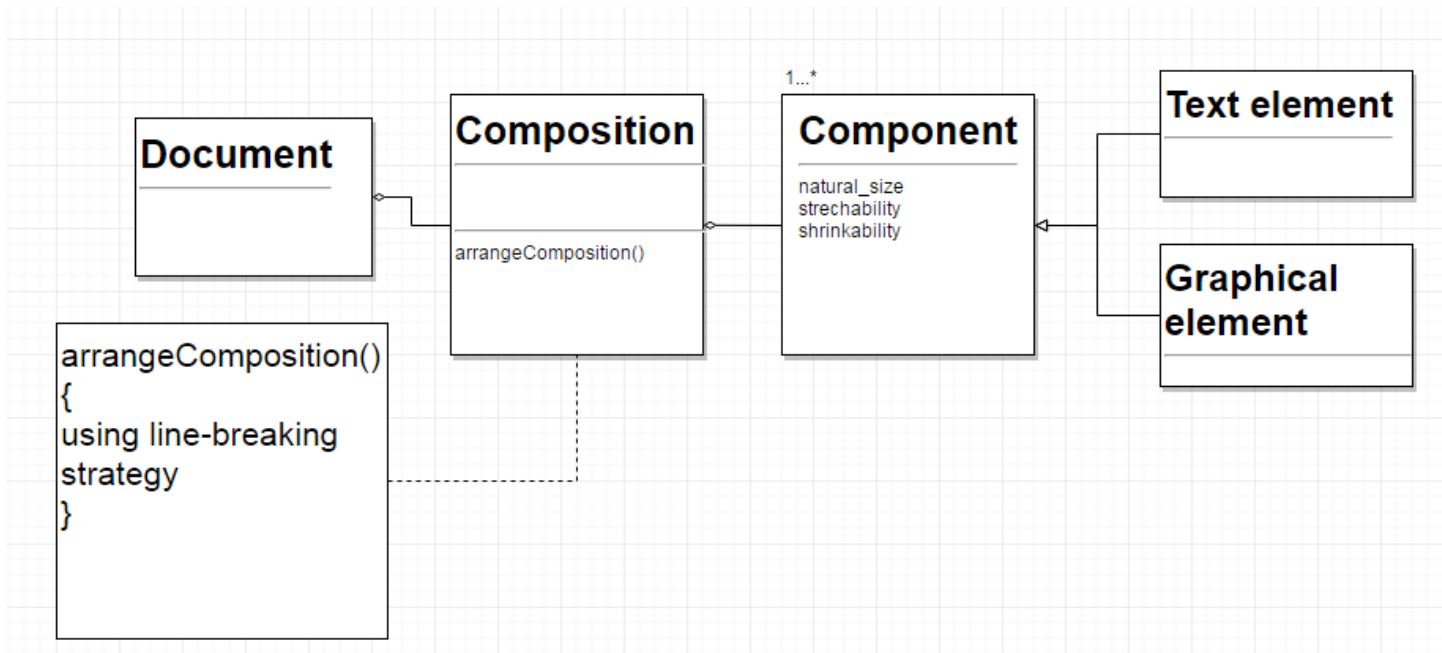 Document
Composition
arrangeComposition()
1...*
Component
natural_size
strechability
shrinkability
Text element
Graphical
element
arrangeComposition()
{
using line-breaking
strategy
}